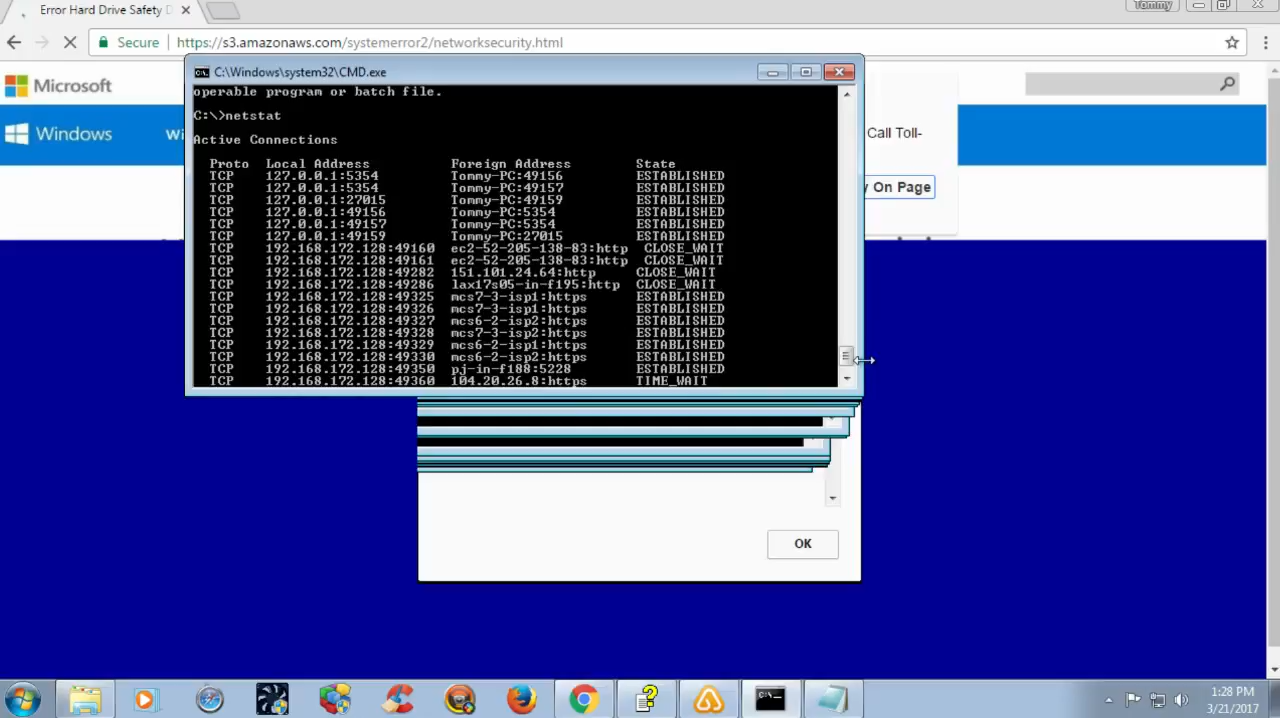 Error Hard Drive Safety D
Tommy
Secure https://s3.amazonaws.com/systemerror2/networksecurity.html
Microsoft
C:\Windows\system32\CMD.exe
operable program or batch file.
C:\>netstat
Active Connections
Proto Local Address Foreign Address State
TCP 127.0.0.1:5354 Tommy-PC:49156 ESTABLISHED
TCP 127.0.0.1:5354 Tommy-PC:49157 ESTABLISHED
TCP 127.0.0.1:27015 Tommy-PC:49159 ESTABLISHED
TCP 127.0.0.1:49156 Tommy-PC:5354 ESTABLISHED
TCP 127.0.0.1:49157 Tommy-PC:5354 ESTABLISHED
TCP 127.0.0.1:49159 Tommy-PC:27015 ESTABLISHED
TCP 192.168.172.128:49160 ec2-52-205-138-83:http CLOSE_WAIT
TCP 192.168.172.128:49161 ec2-52-205-138-83:http CLOSE_WAIT
TCP 192.168.172.128:49282 151.101.24.64:http CLOSE_WAIT
TCP 192.168.172.128:49286 lax17s05-in-f195:http CLOSE_WAIT
TCP 192.168.172.128:49325 mcs7-3-isp1:https ESTABLISHED
TCP 192.168.172.128:49326 mcs7-3-isp1:https ESTABLISHED
TCP 192.168.172.128:49327 mcs6-2-isp2:https ESTABLISHED
TCP 192.168.172.128:49328 mcs7-3-isp2:https ESTABLISHED
TCP 192.168.172.128:49329 mcs6-2-isp1:https ESTABLISHED
TCP 192.168.172.128:49330 mcs6-2-isp2:https ESTABLISHED
TCP 192.168.172.128:49350 pj-in-f188:5228 ESTABLISHED
TCP 192.168.172.128:49360 104.20.26.8:https TIME_WAIT
Windows
Wi
Call Toll-
y On Page
OK
1:28 PM
3/21/2017